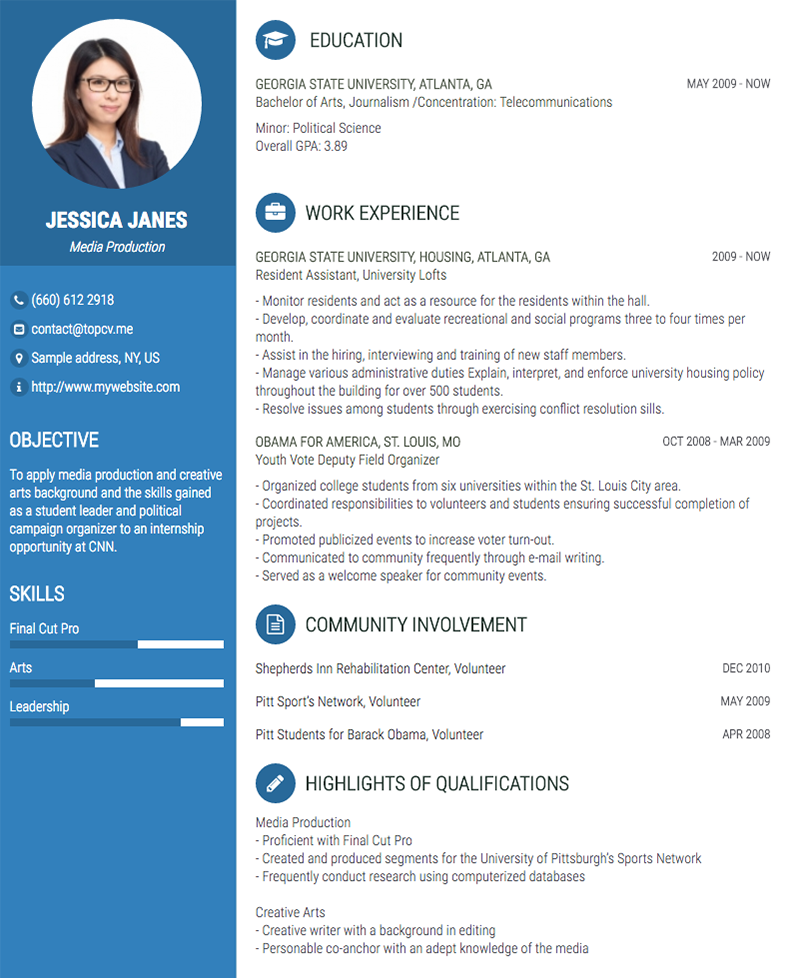 JESSICA JANES
Media Production
(660) 612 2918
contact@topcv.me
Sample address, NY, US
http://www.mywebsite.com
OBJECTIVE
To apply media production and creative
arts background and the skills gained
as a student leader and political
campaign organizer to an internship
opportunity at CNN.
SKILLS
Final Cut Pro
Arts
Leadership
EDUCATION
GEORGIA STATE UNIVERSITY, ATLANTA, GA MAY 2009 - NOW
Bachelor of Arts, Journalism /Concentration: Telecommunications
Minor: Political Science
Overall GPA: 3.89
WORK EXPERIENCE
GEORGIA STATE UNIVERSITY, HOUSING, ATLANTA, GA 2009 - NOW
Resident Assistant, University Lofts
- Monitor residents and act as a resource for the residents within the hall.
- Develop, coordinate and evaluate recreational and social programs three to four times per
month.
- Assist in the hiring, interviewing and training of new staff members.
- Manage various administrative duties Explain, interpret, and enforce university housing policy
throughout the building for over 500 students.
- Resolve issues among students through exercising conflict resolution sills.
OBAMA FOR AMERICA, ST. LOUIS, MO OCT 2008 - MAR 2009
Youth Vote Deputy Field Organizer
- Organized college students from six universities within the St. Louis City area.
- Coordinated responsibilities to volunteers and students ensuring successful completion of
projects.
- Promoted publicized events to increase voter turn-out.
- Communicated to community frequently through e-mail writing.
- Served as a welcome speaker for community events.
COMMUNITY INVOLVEMENT
Shepherds Inn Rehabilitation Center, Volunteer DEC 2010
Pitt Sport's Network, Volunteer MAY 2009
Pitt Students for Barack Obama, Volunteer APR 2008
HIGHLIGHTS OF QUALIFICATIONS
Media Production
- Proficient with Final Cut Pro
- Created and produced segments for the University of Pittsburgh's Sports Network
- Frequently conduct research using computerized databases
Creative Arts
- Creative writer with a background in editing
- Personable co-anchor with an adept knowledge of the media